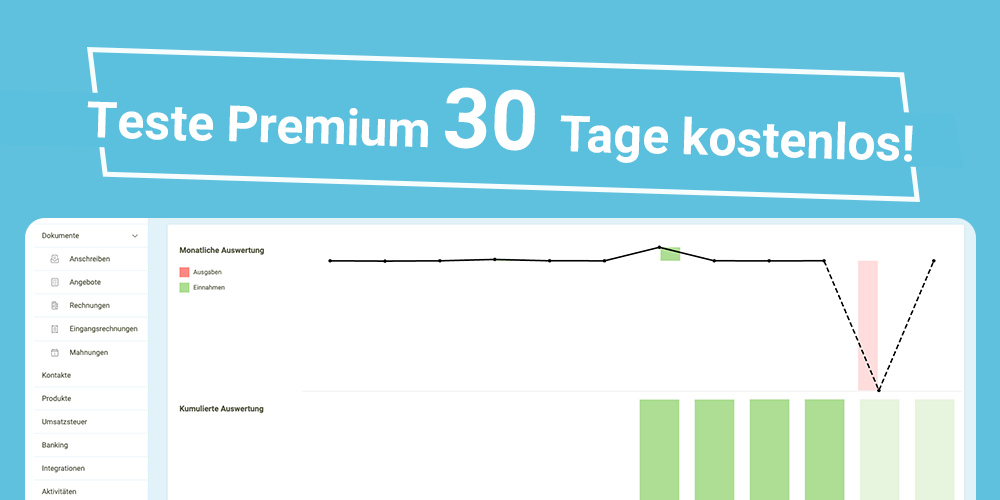 Teste Premium 30 Tage kostenlos!
Dokumente
Anschreiben
Angebote
Rechnungen
Eingangsrechnungen
Mahnungen
Kontakte
Produkte
Umsatzsteuer
Banking
Integrationen
Aktivitäten
Monatliche Auswertung
Ausgaben
Einnahmen
Kumulierte Auswertung